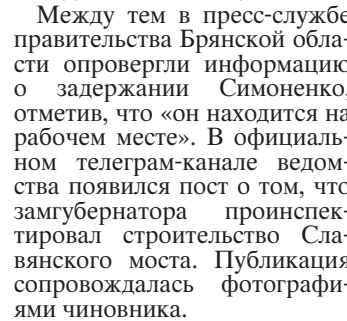 Между тем в пресс-службе
правительства Брянской обла-
сти опровергли информацию
о задержании Симоненко,
отметив, что «он находится на
рабочем месте». В официаль-
ном телеграм-канале ведом-
ства появился пост о том, что
замгубернатора проинспек-
тировал строительство Сла-
вянского моста. Публикация
сопровождалась фотографи-
ями чиновника.